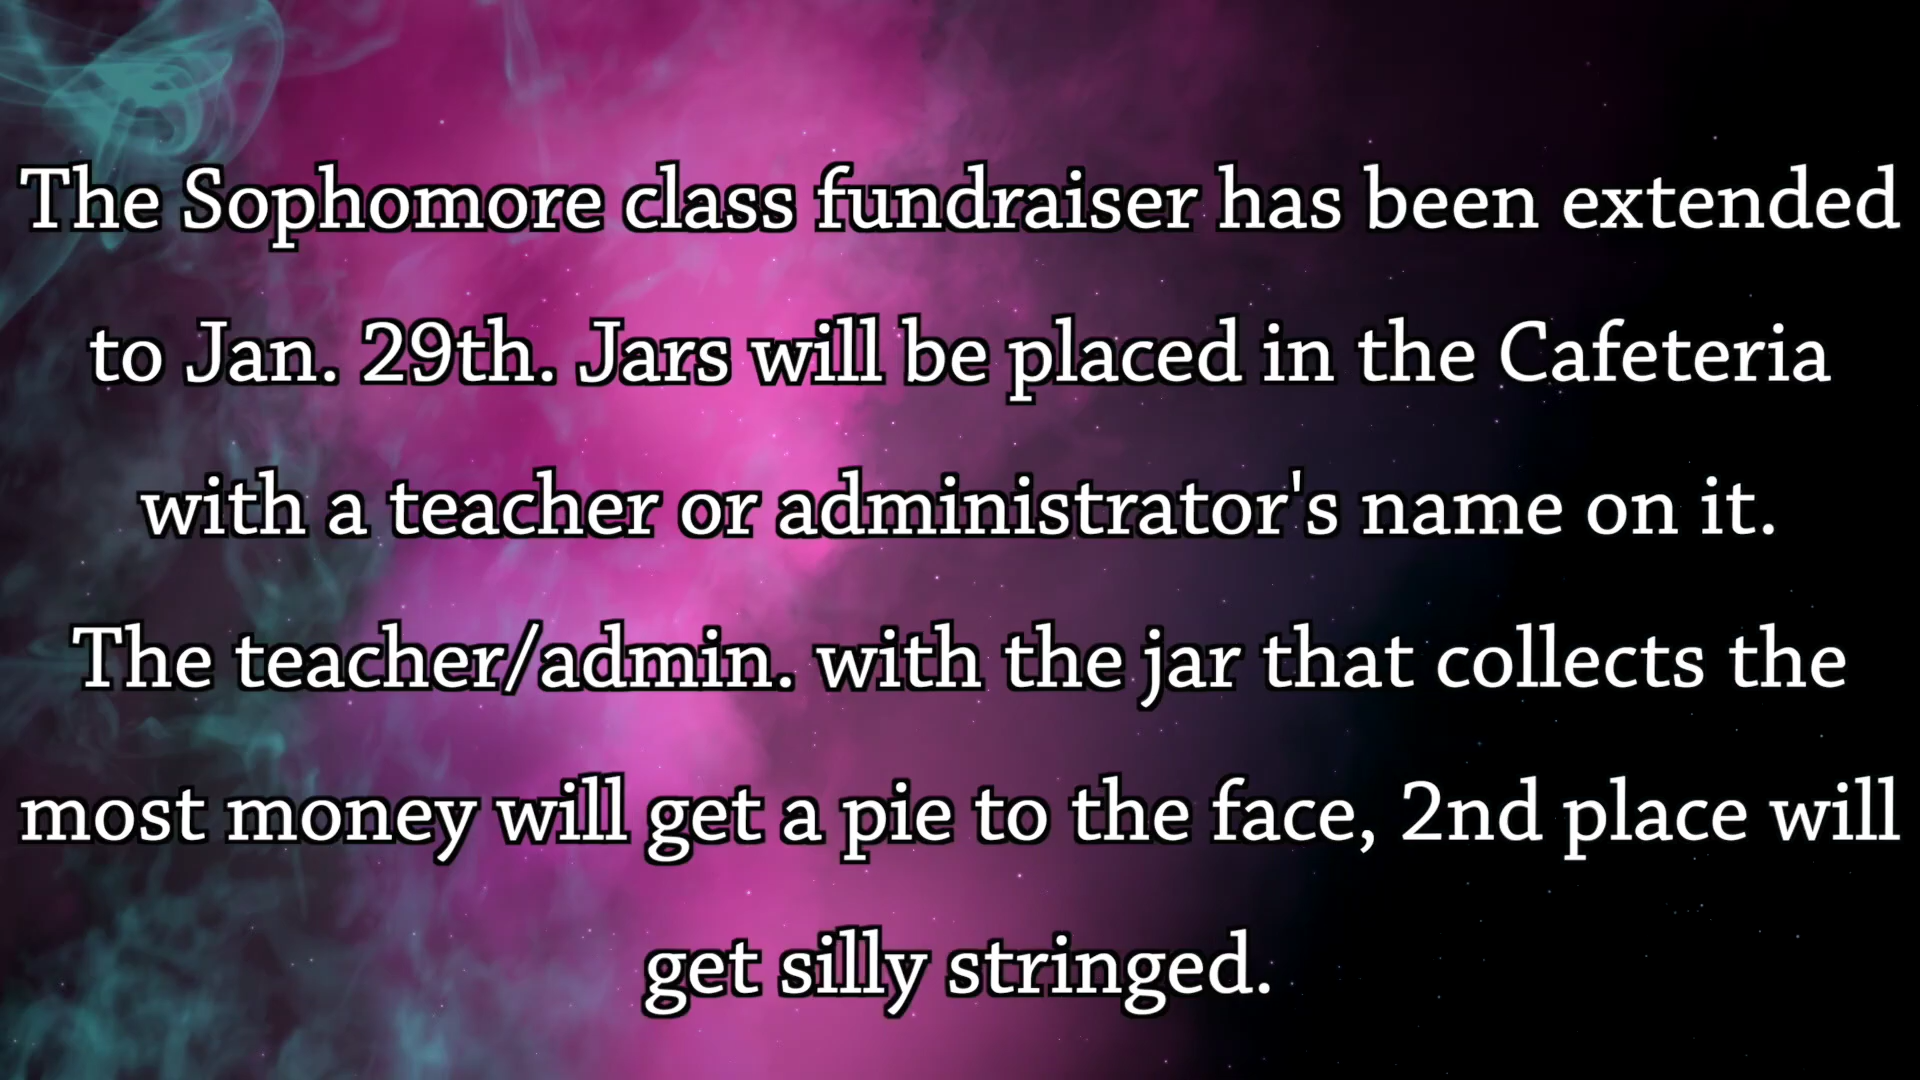 The Sophomore class fundraiser has been extended
to Jan. 29th. Jars will be placed in the Cafeteria
with a teacher or administrator's name on it.
The teacher/admin. with the jar that collects the
most money will get a pie to the face, 2nd place will
get silly stringed.